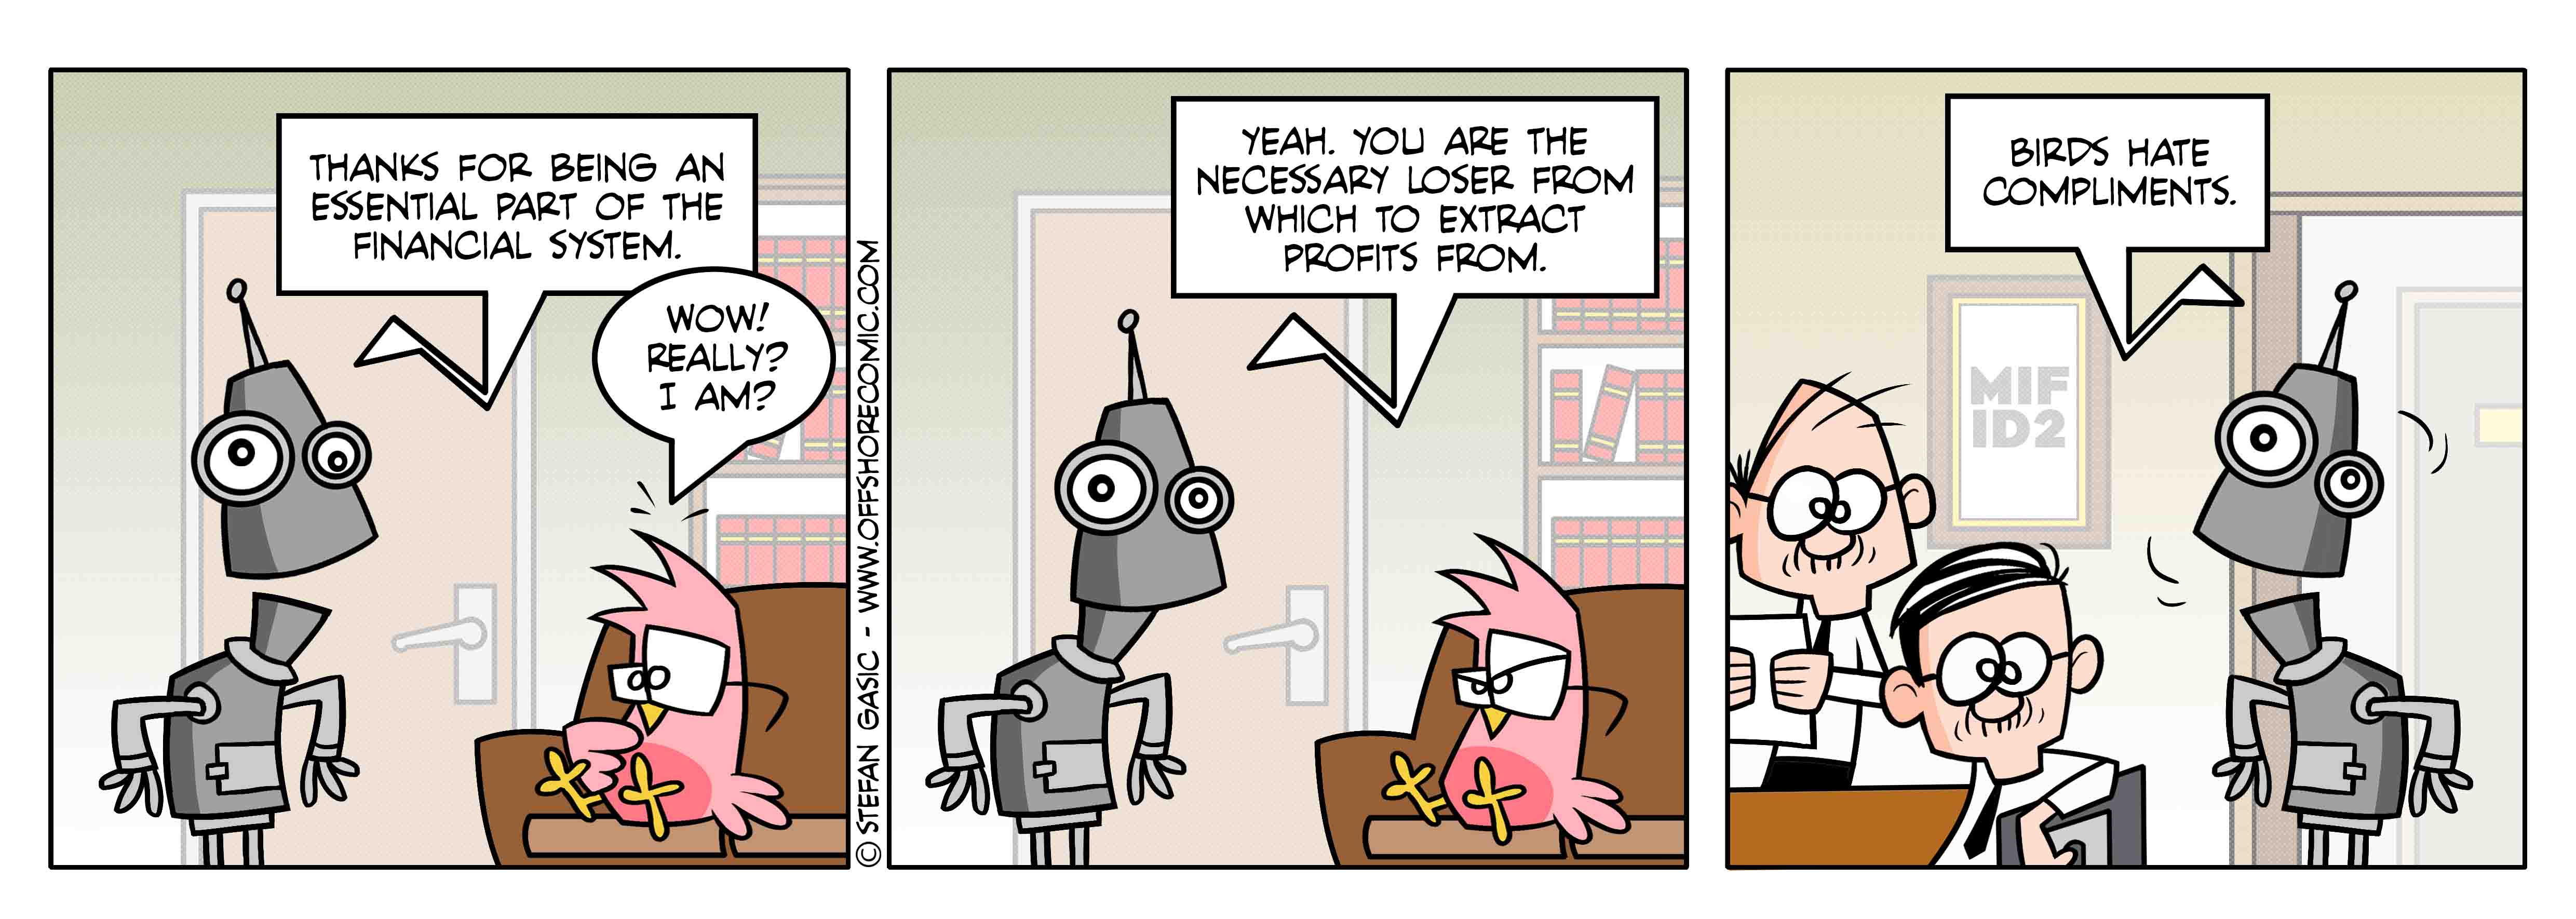 THANKS FOR BEING AN
ESSENTIAL PART OF THE
FINANCIAL SYSTEM.
WOW!
REALLY?
I AM?
© STEFAN GASIC - WWW.OFFSHORECOMIC.COM
YEAH. YOU ARE THE
NECESSARY LOSER FROM
WHICH TO EXTRACT
PROFITS FROM.
BIRDS HATE
COMPLIMENTS.
MIF
ID2